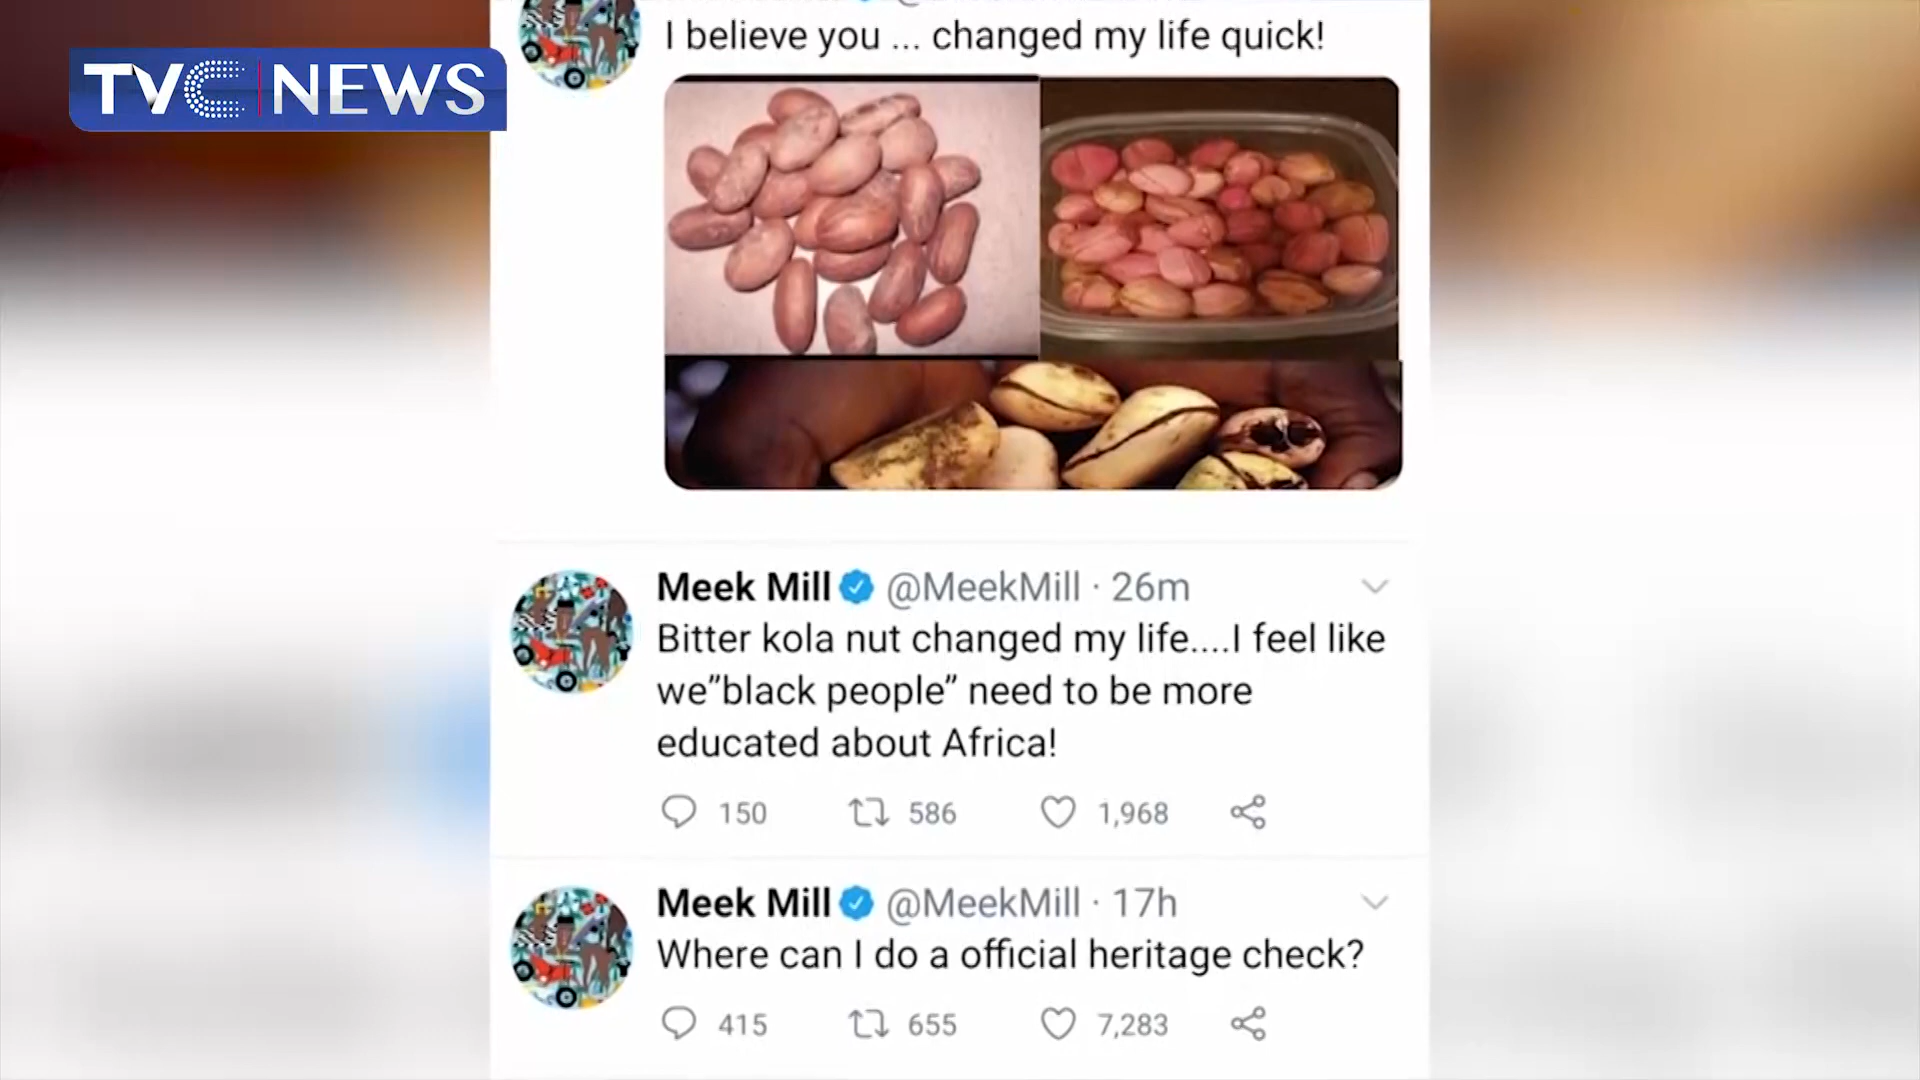 I believe you ... changed my life quick!
TVC NEWS
Meek Mill @MeekMill · 26m
Bitter kola nut changed my life....I feel like
we”black people” need to be more
educated about Africa!
150 586 1,968
Meek Mill @MeekMill · 17h
Where can I do a official heritage check?
415 655 7,283